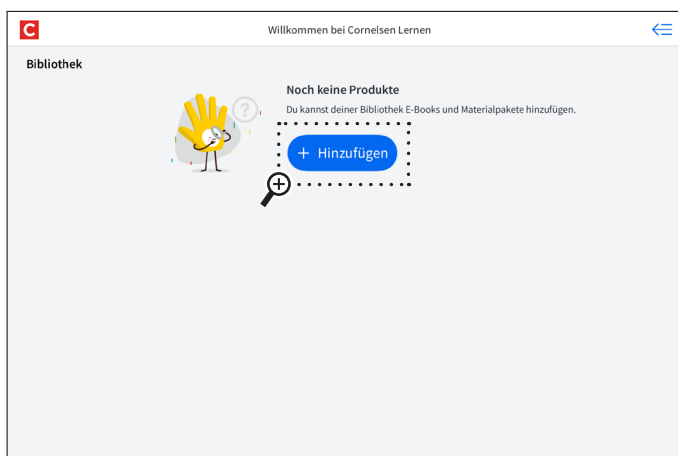 C
Willkommen bei Cornelsen Lernen
Bibliothek
Noch keine Produkte
Du kannst deiner Bibliothek E-Books und Materialpakete hinzufügen.
?
+ Hinzufügen